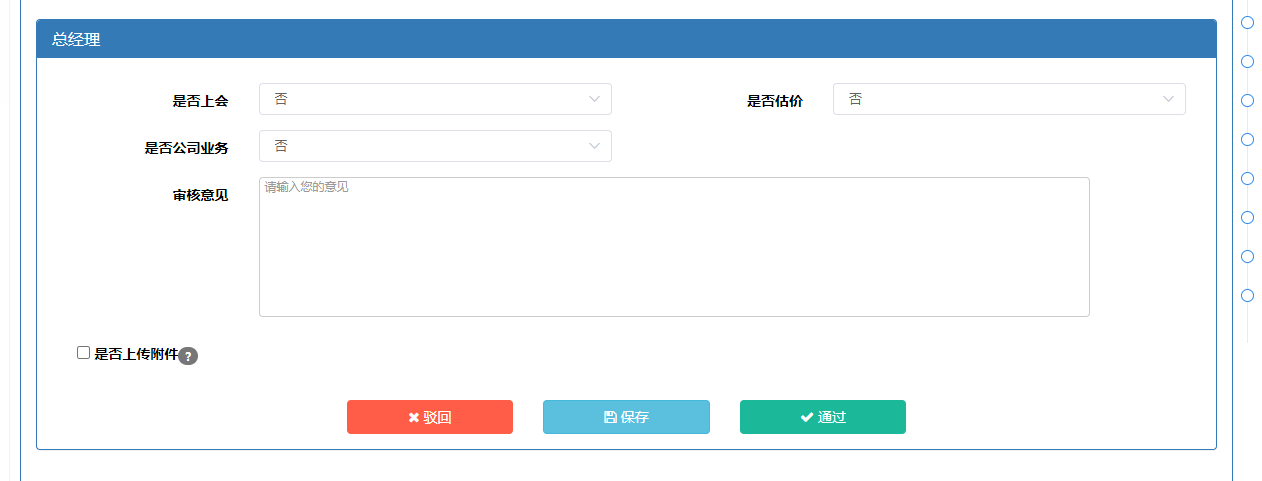 总经理
是否上会 否 是否估价 否
是否公司业务 否
审核意见 请输入您的意见
是否上传附件 ?
驳回 保存 通过